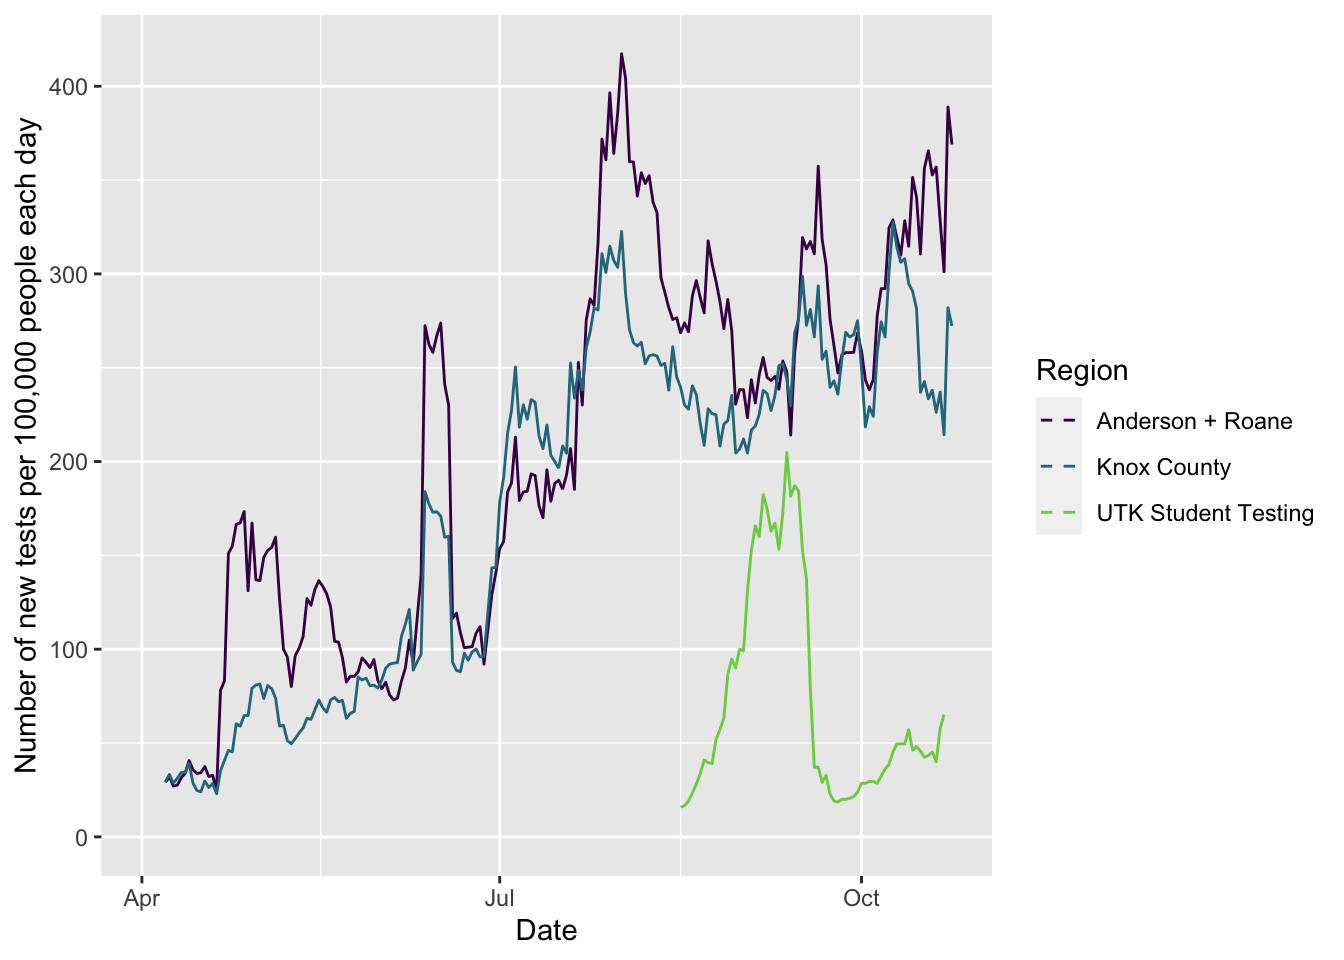 Number of new tests per 100,000 people each day
400
300
200
100
0
Apr
Jul
Oct
Date
Region
Anderson + Roane
Knox County
UTK Student Testing